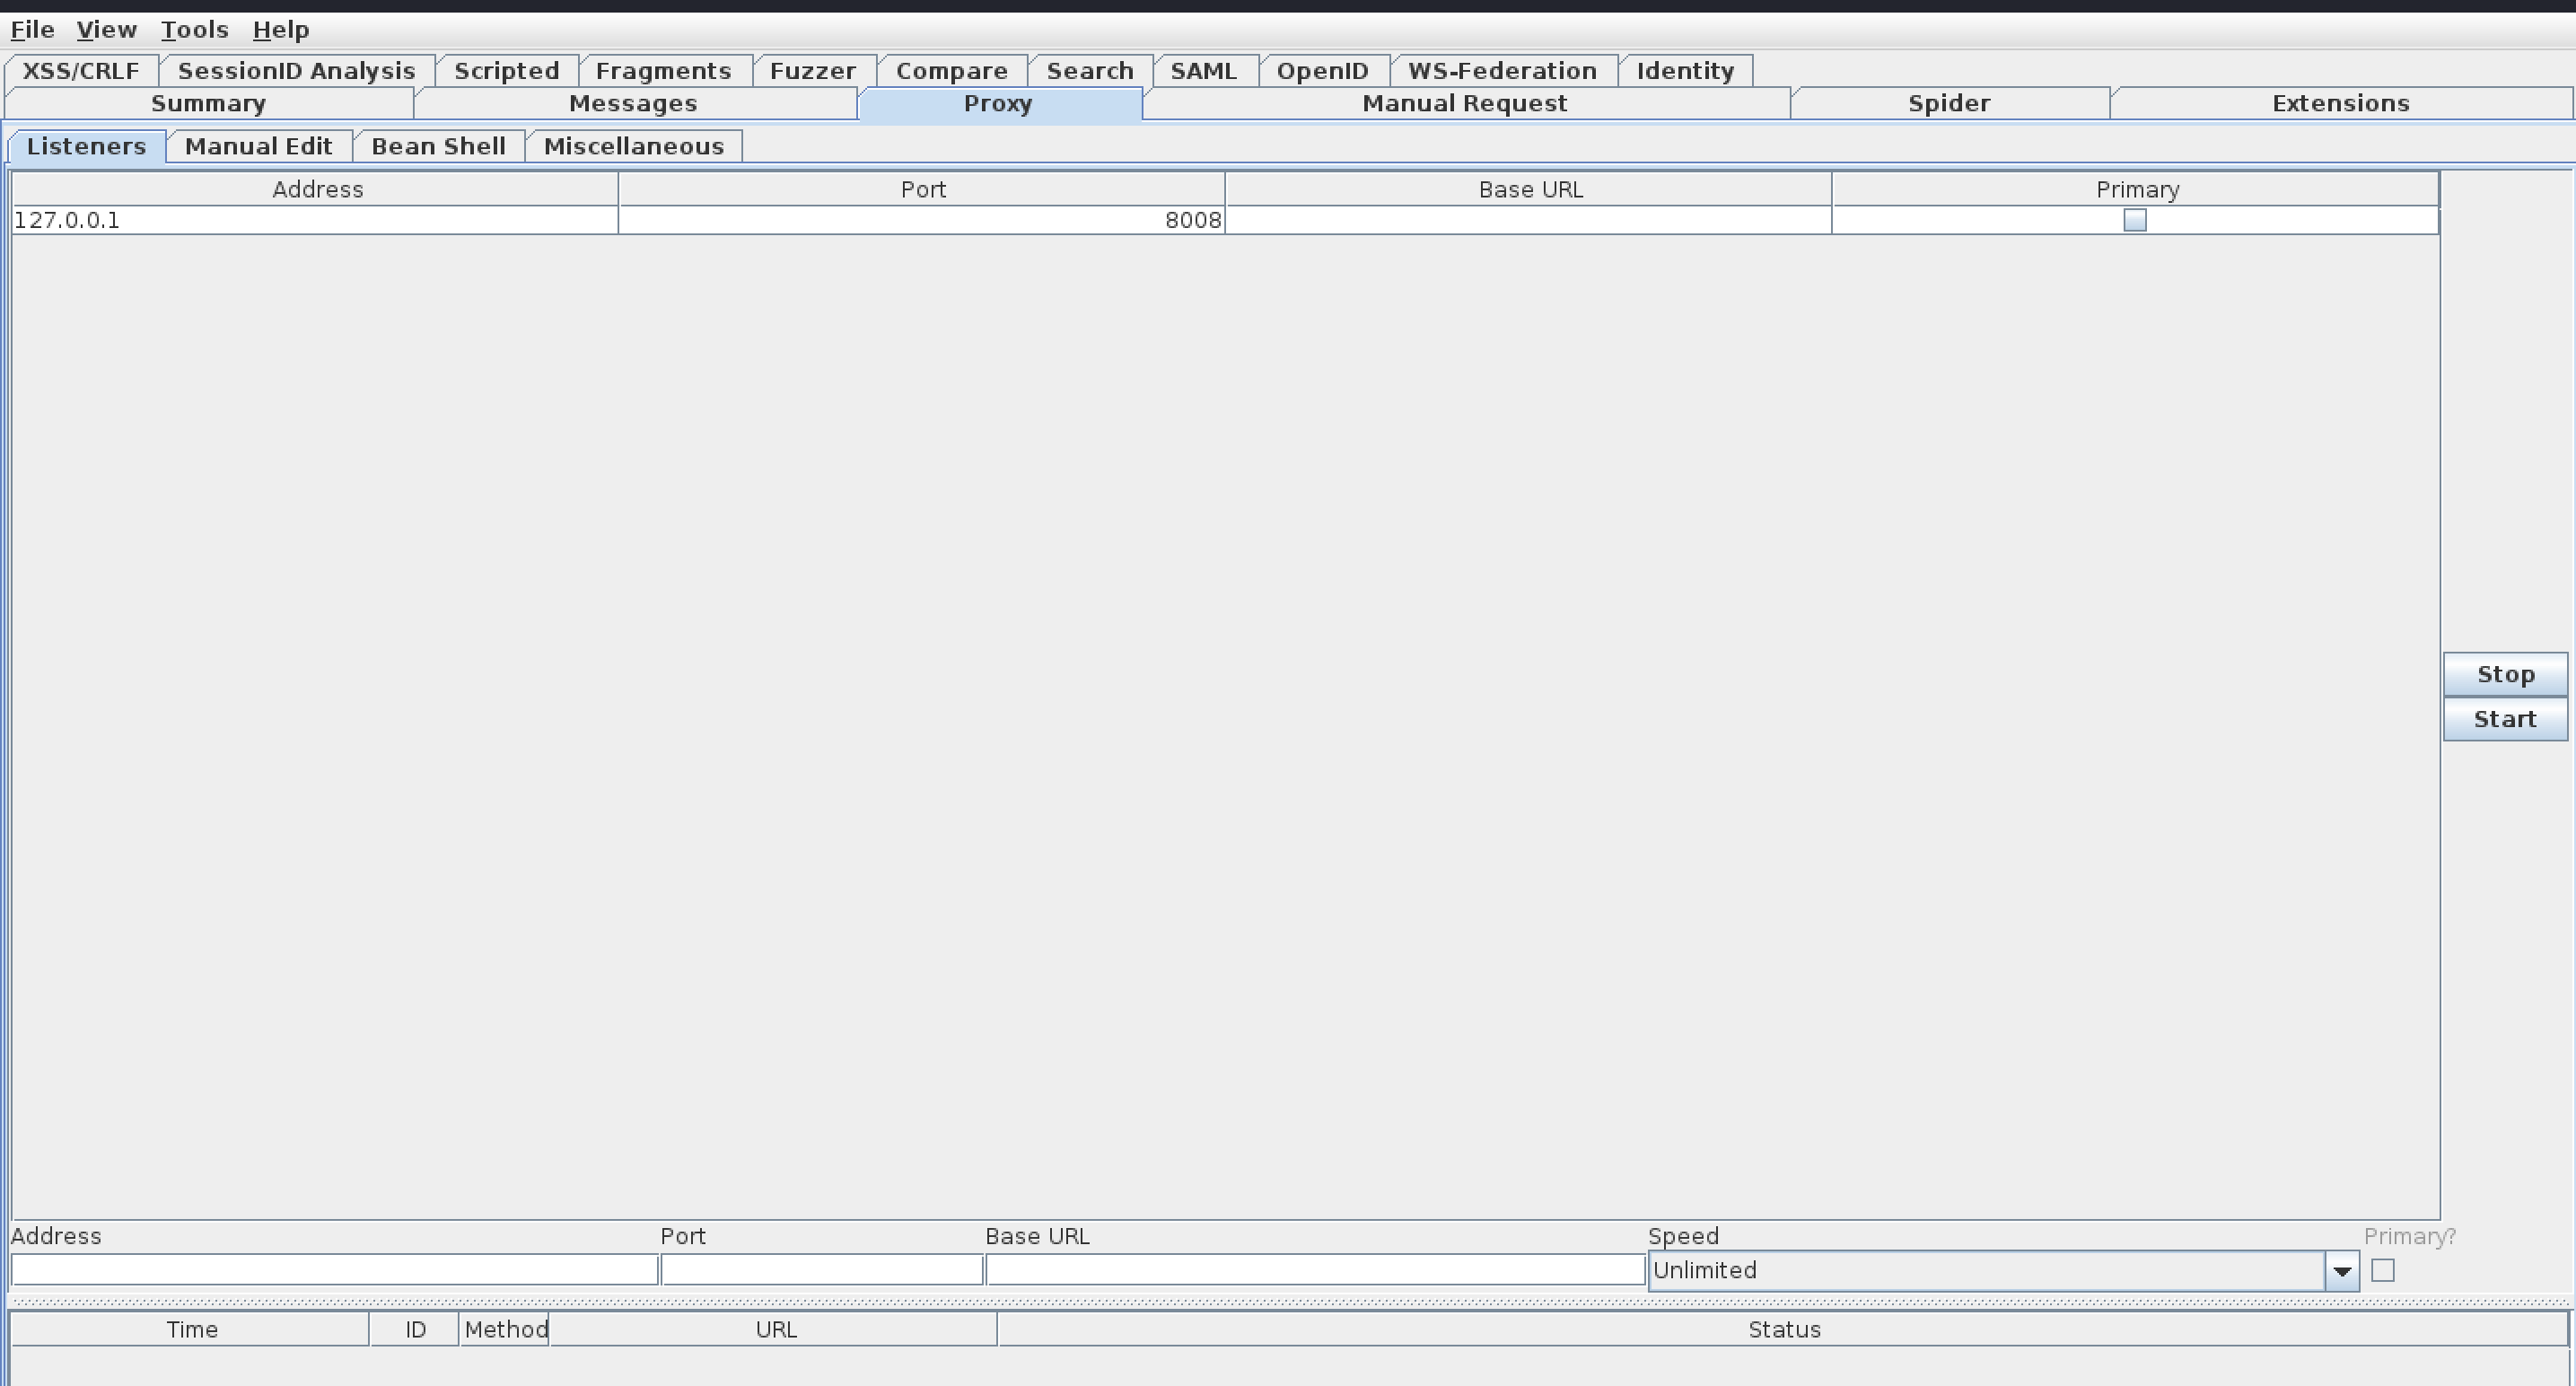 File View Tools Help
XSS/CRLF SessionID Analysis Scripted Fragments Fuzzer Compare Search SAML OpenID WS-Federation Identity
Summary Messages Proxy Manual Request Spider Extensions
Listeners Manual Edit Bean Shell Miscellaneous
Address Port Base URL Primary
127.0.0.1 8008
Stop
Start
Address Port Base URL Speed Primary?
Unlimited
Time ID Method URL Status